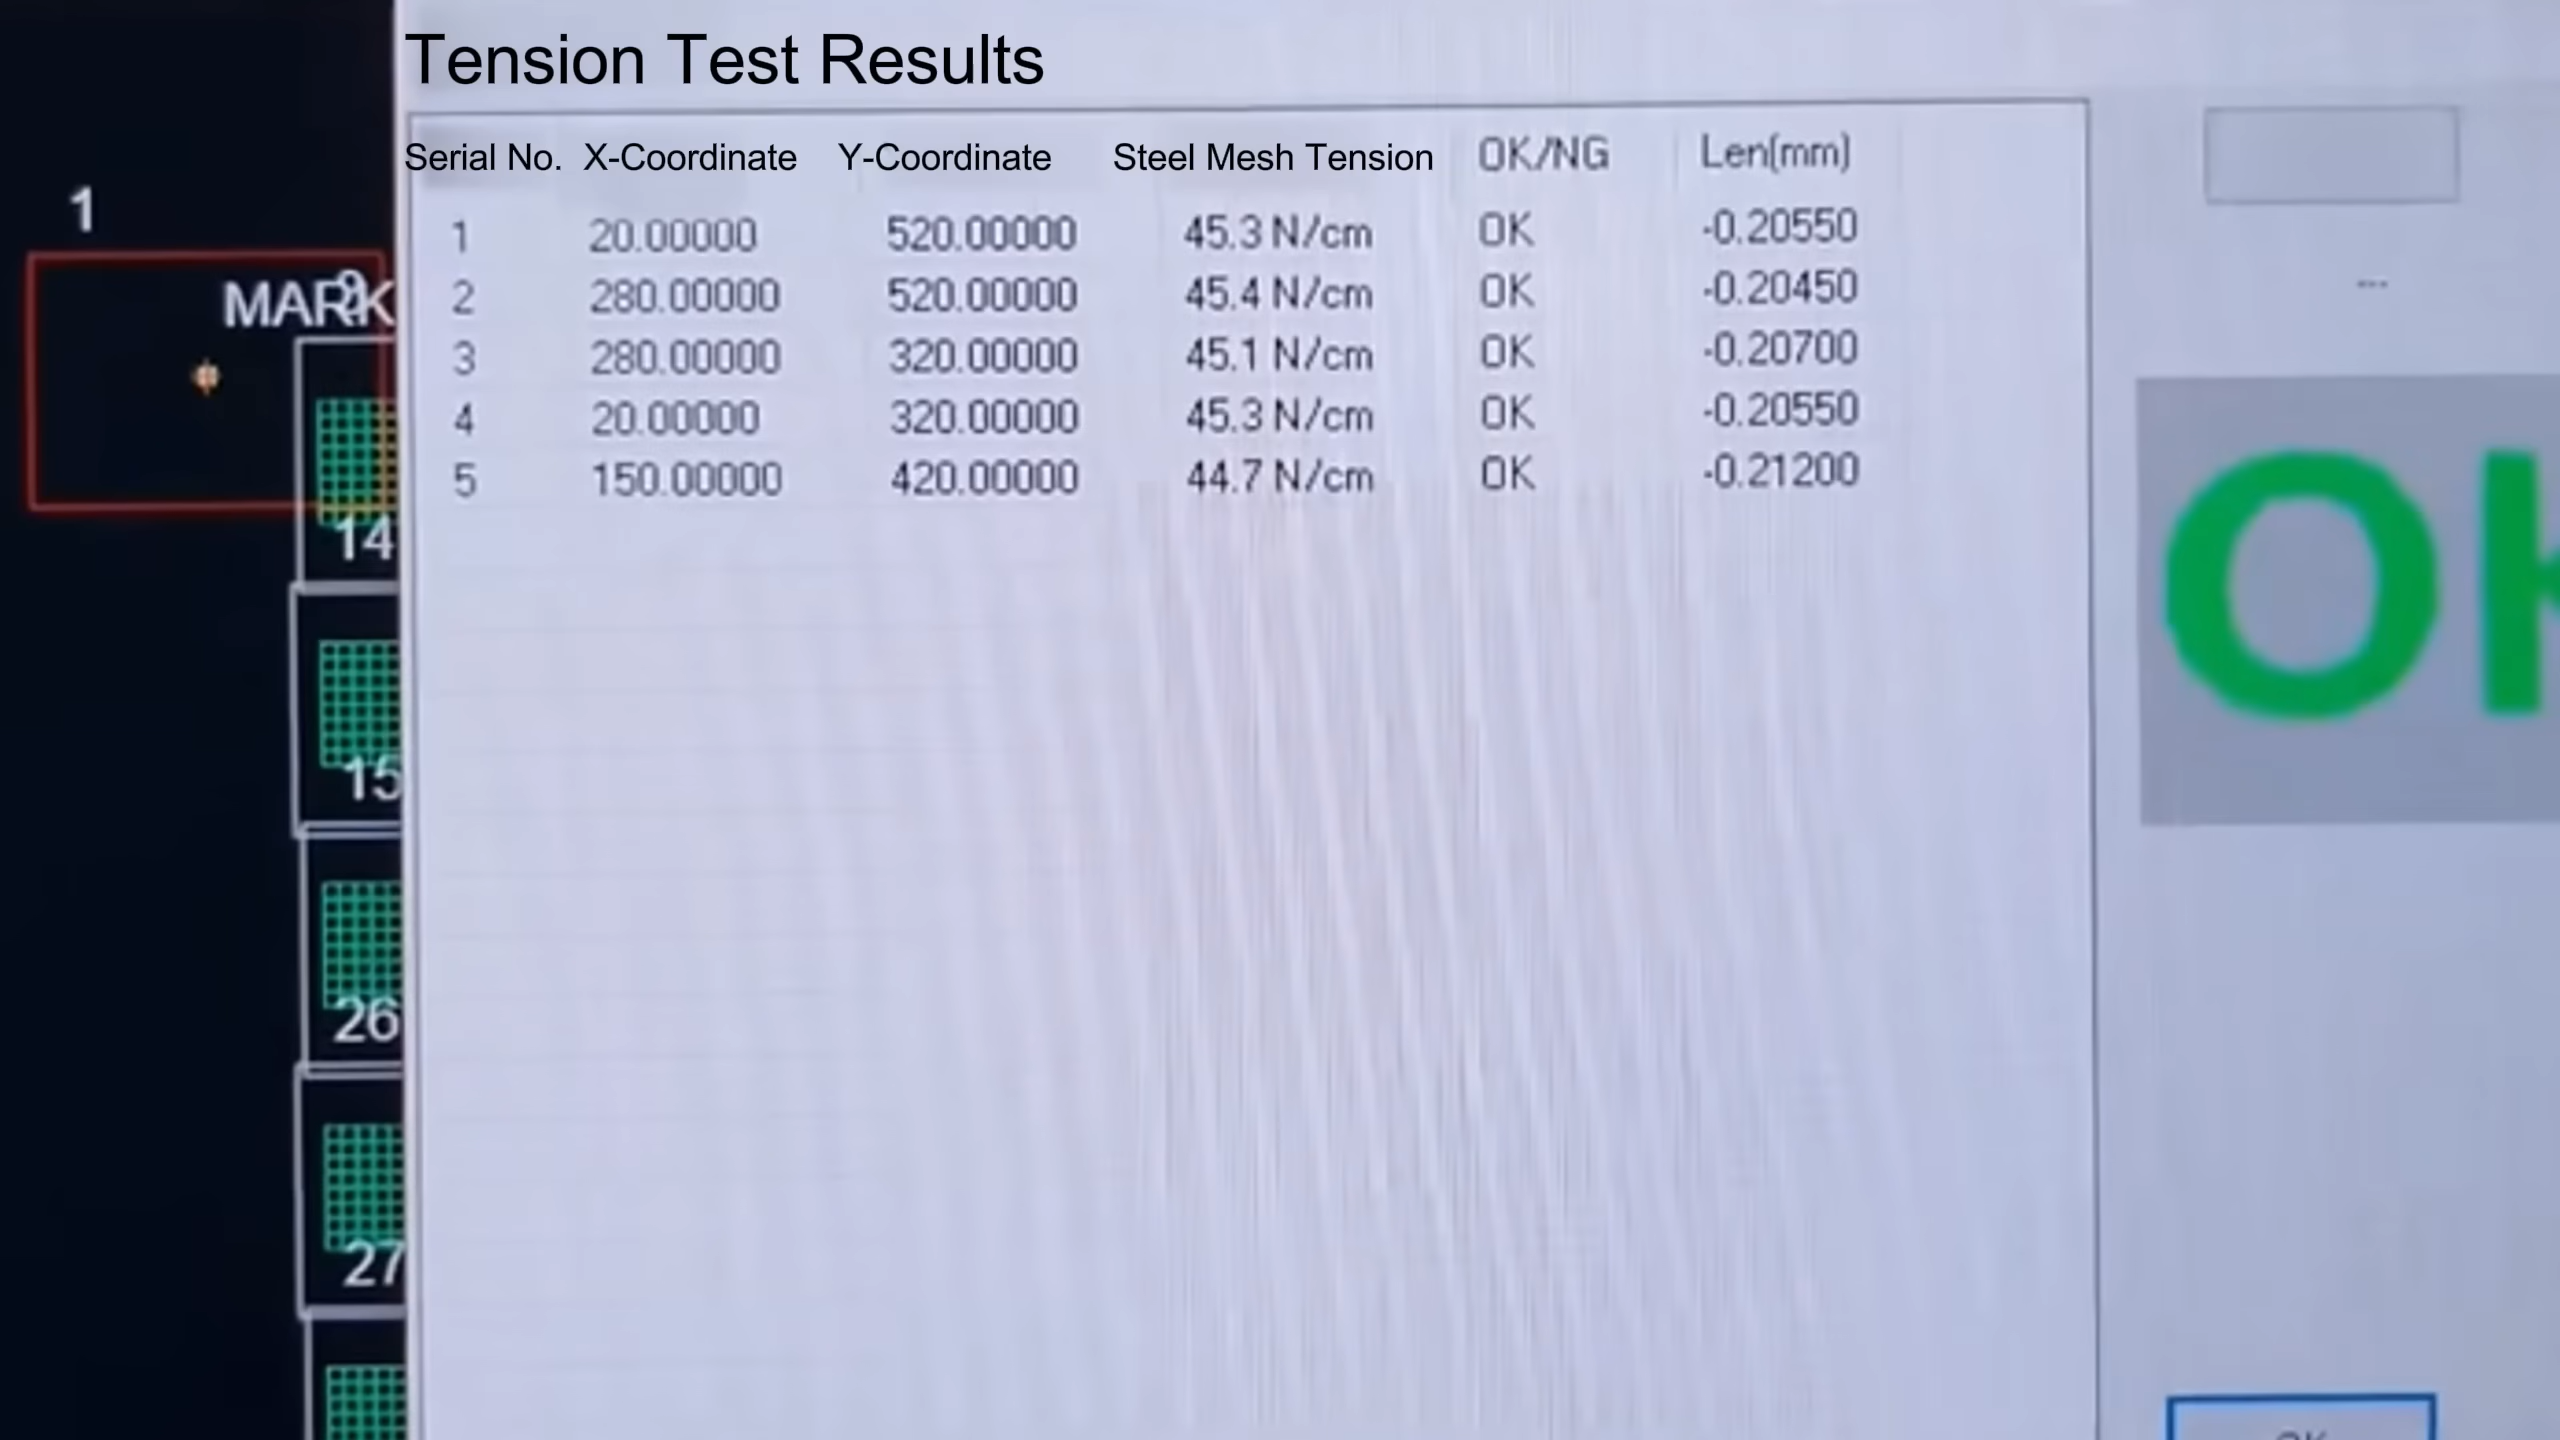 Tension Test Results
Serial No. X-Coordinate Y-Coordinate Steel Mesh Tension OK/NG Len(mm)
1 20.00000 520.00000 45.3 N/cm OK -0.20550
2 280.00000 520.00000 45.4 N/cm OK -0.20450
3 280.00000 320.00000 45.1 N/cm OK -0.20700
4 20.00000 320.00000 45.3 N/cm OK -0.20550
5 150.00000 420.00000 44.7 N/cm OK -0.21200
1
MARK
14
15
26
27
---
OK